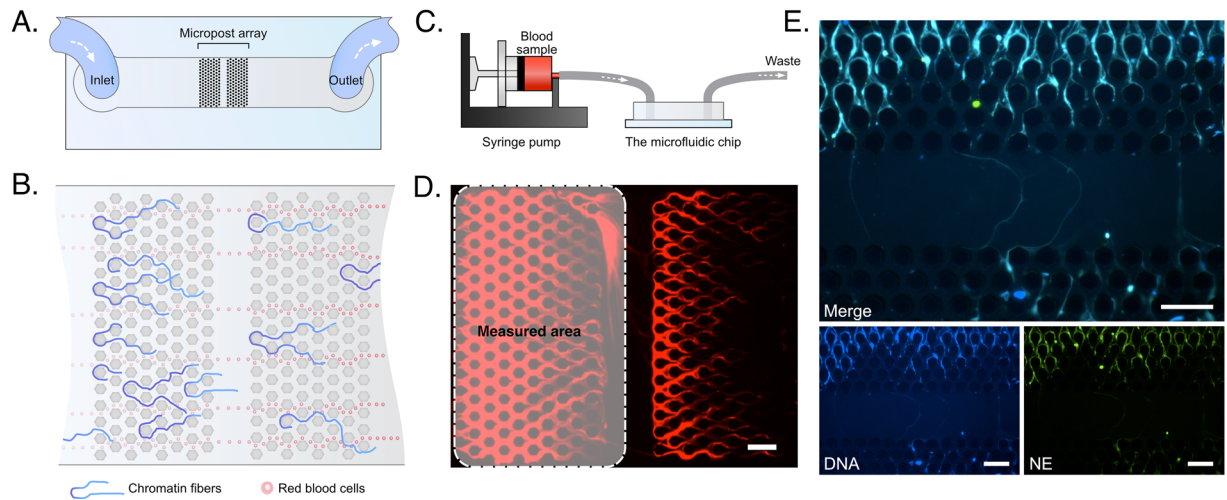 A.
Micropost array
Inlet
Outlet
B.
Chromatin fibers
Red blood cells
C.
Blood
sample
Waste
Syringe pump
The microfluidic chip
D.
Measured area
E.
Merge
DNA
NE